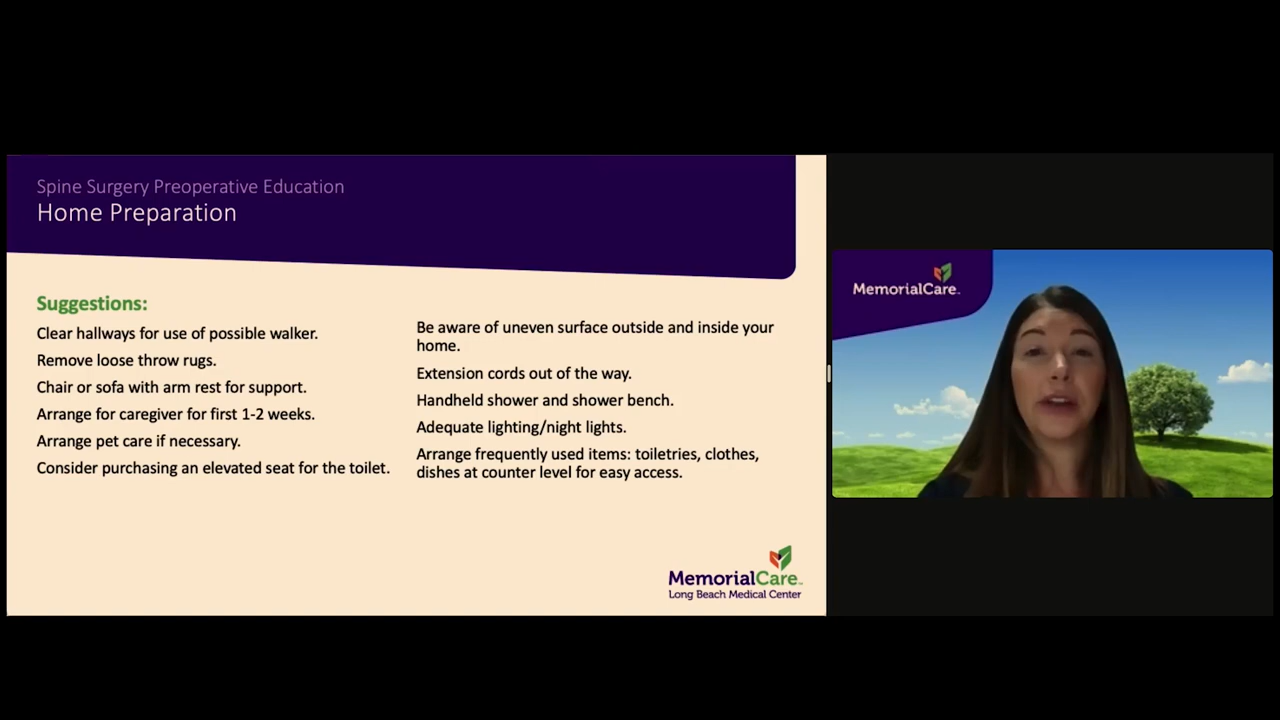 Spine Surgery Preoperative Education
Home Preparation
Suggestions:
Clear hallways for use of possible walker.
Remove loose throw rugs.
Chair or sofa with arm rest for support.
Arrange for caregiver for first 1-2 weeks.
Arrange pet care if necessary.
Consider purchasing an elevated seat for the toilet.
Be aware of uneven surface outside and inside your
home.
Extension cords out of the way.
Handheld shower and shower bench.
Adequate lighting/night lights.
Arrange frequently used items: toiletries, clothes,
dishes at counter level for easy access.
MemorialCare™
Long Beach Medical Center
MemorialCare™